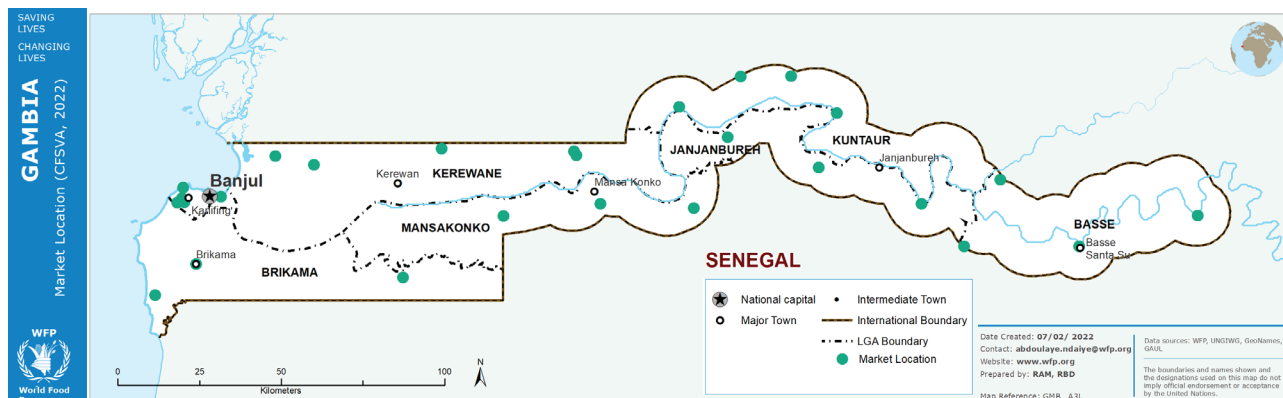 SAVING
LIVES
CHANGING
LIVES
GAMBIA
Market Location (CFSVA, 2022)
WFP
World Food
Banjul
Kanifing
Brikama
BRIKAMA
Kerewan
KEREWANE
MANSAKONKO
Mansa Konko
JANJANBUREH
KUNTAUR
Janjanbureh
BASSE
Basse
Santa Su
SENEGAL
National capital
Major Town
Intermediate Town
International Boundary
LGA Boundary
Market Location
0 25 50 100
Kilometers
N
Date Created: 07/02/ 2022
Contact: abdoulaye.ndaiye@wfp.org
Website: www.wfp.org
Prepared by: RAM, RBD
Map Reference: GMB_A3L
Data sources: WFP, UNGIWG, GeoNames,
GAUL
The boundaries and names shown and
the designations used on this map do not
imply official endorsement or acceptance
by the United Nations.